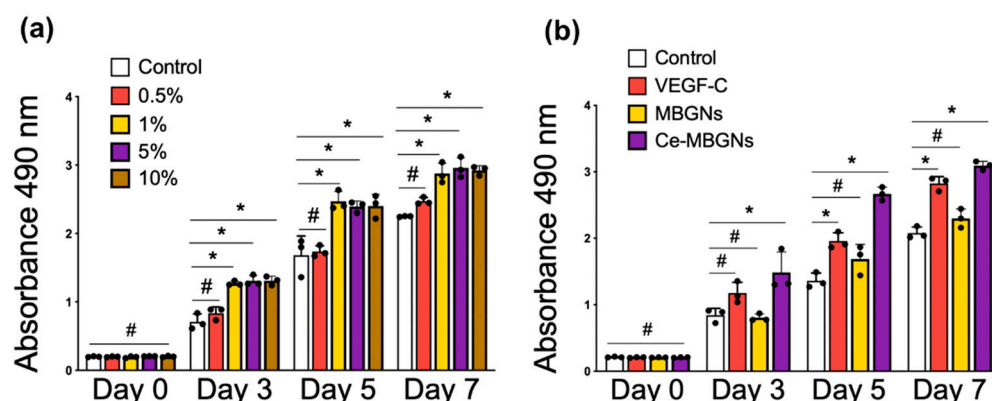 (a)
Control
0.5%
1%
5%
10%
Absorbance 490 nm
4
3
2
1
0
#
#
*
*
*
#
*
*
*
#
*
*
*
Day 0
Day 3
Day 5
Day 7
(b)
Control
VEGF-C
MBGNs
Ce-MBGNs
Absorbance 490 nm
4
3
2
1
0
#
#
#
*
*
#
*
*
#
*
Day 0
Day 3
Day 5
Day 7